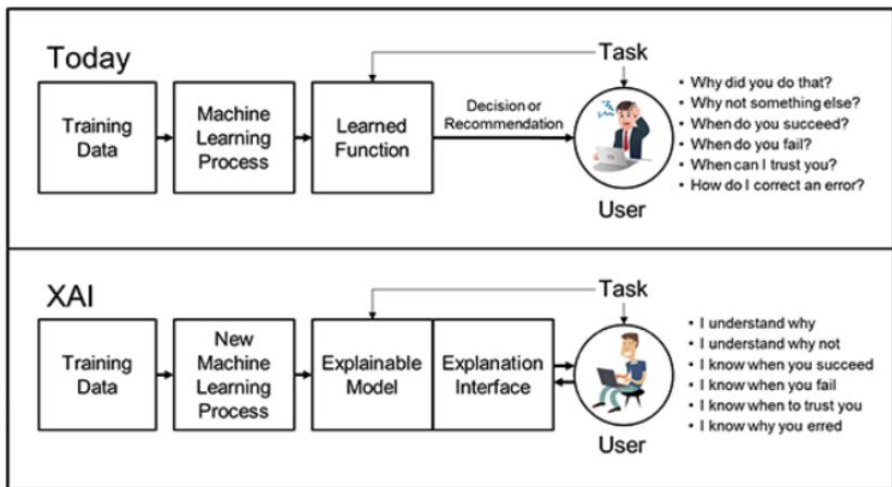 Today
Task
Training
Data
Machine
Learning
Process
Learned
Function
Decision or
Recommendation
User
• Why did you do that?
• Why not something else?
• When do you succeed?
• When do you fail?
• When can I trust you?
• How do I correct an error?
XAI
Task
Training
Data
New
Machine
Learning
Process
Explainable
Model
Explanation
Interface
User
• I understand why
• I understand why not
• I know when you succeed
• I know when you fail
• I know when to trust you
• I know why you erred